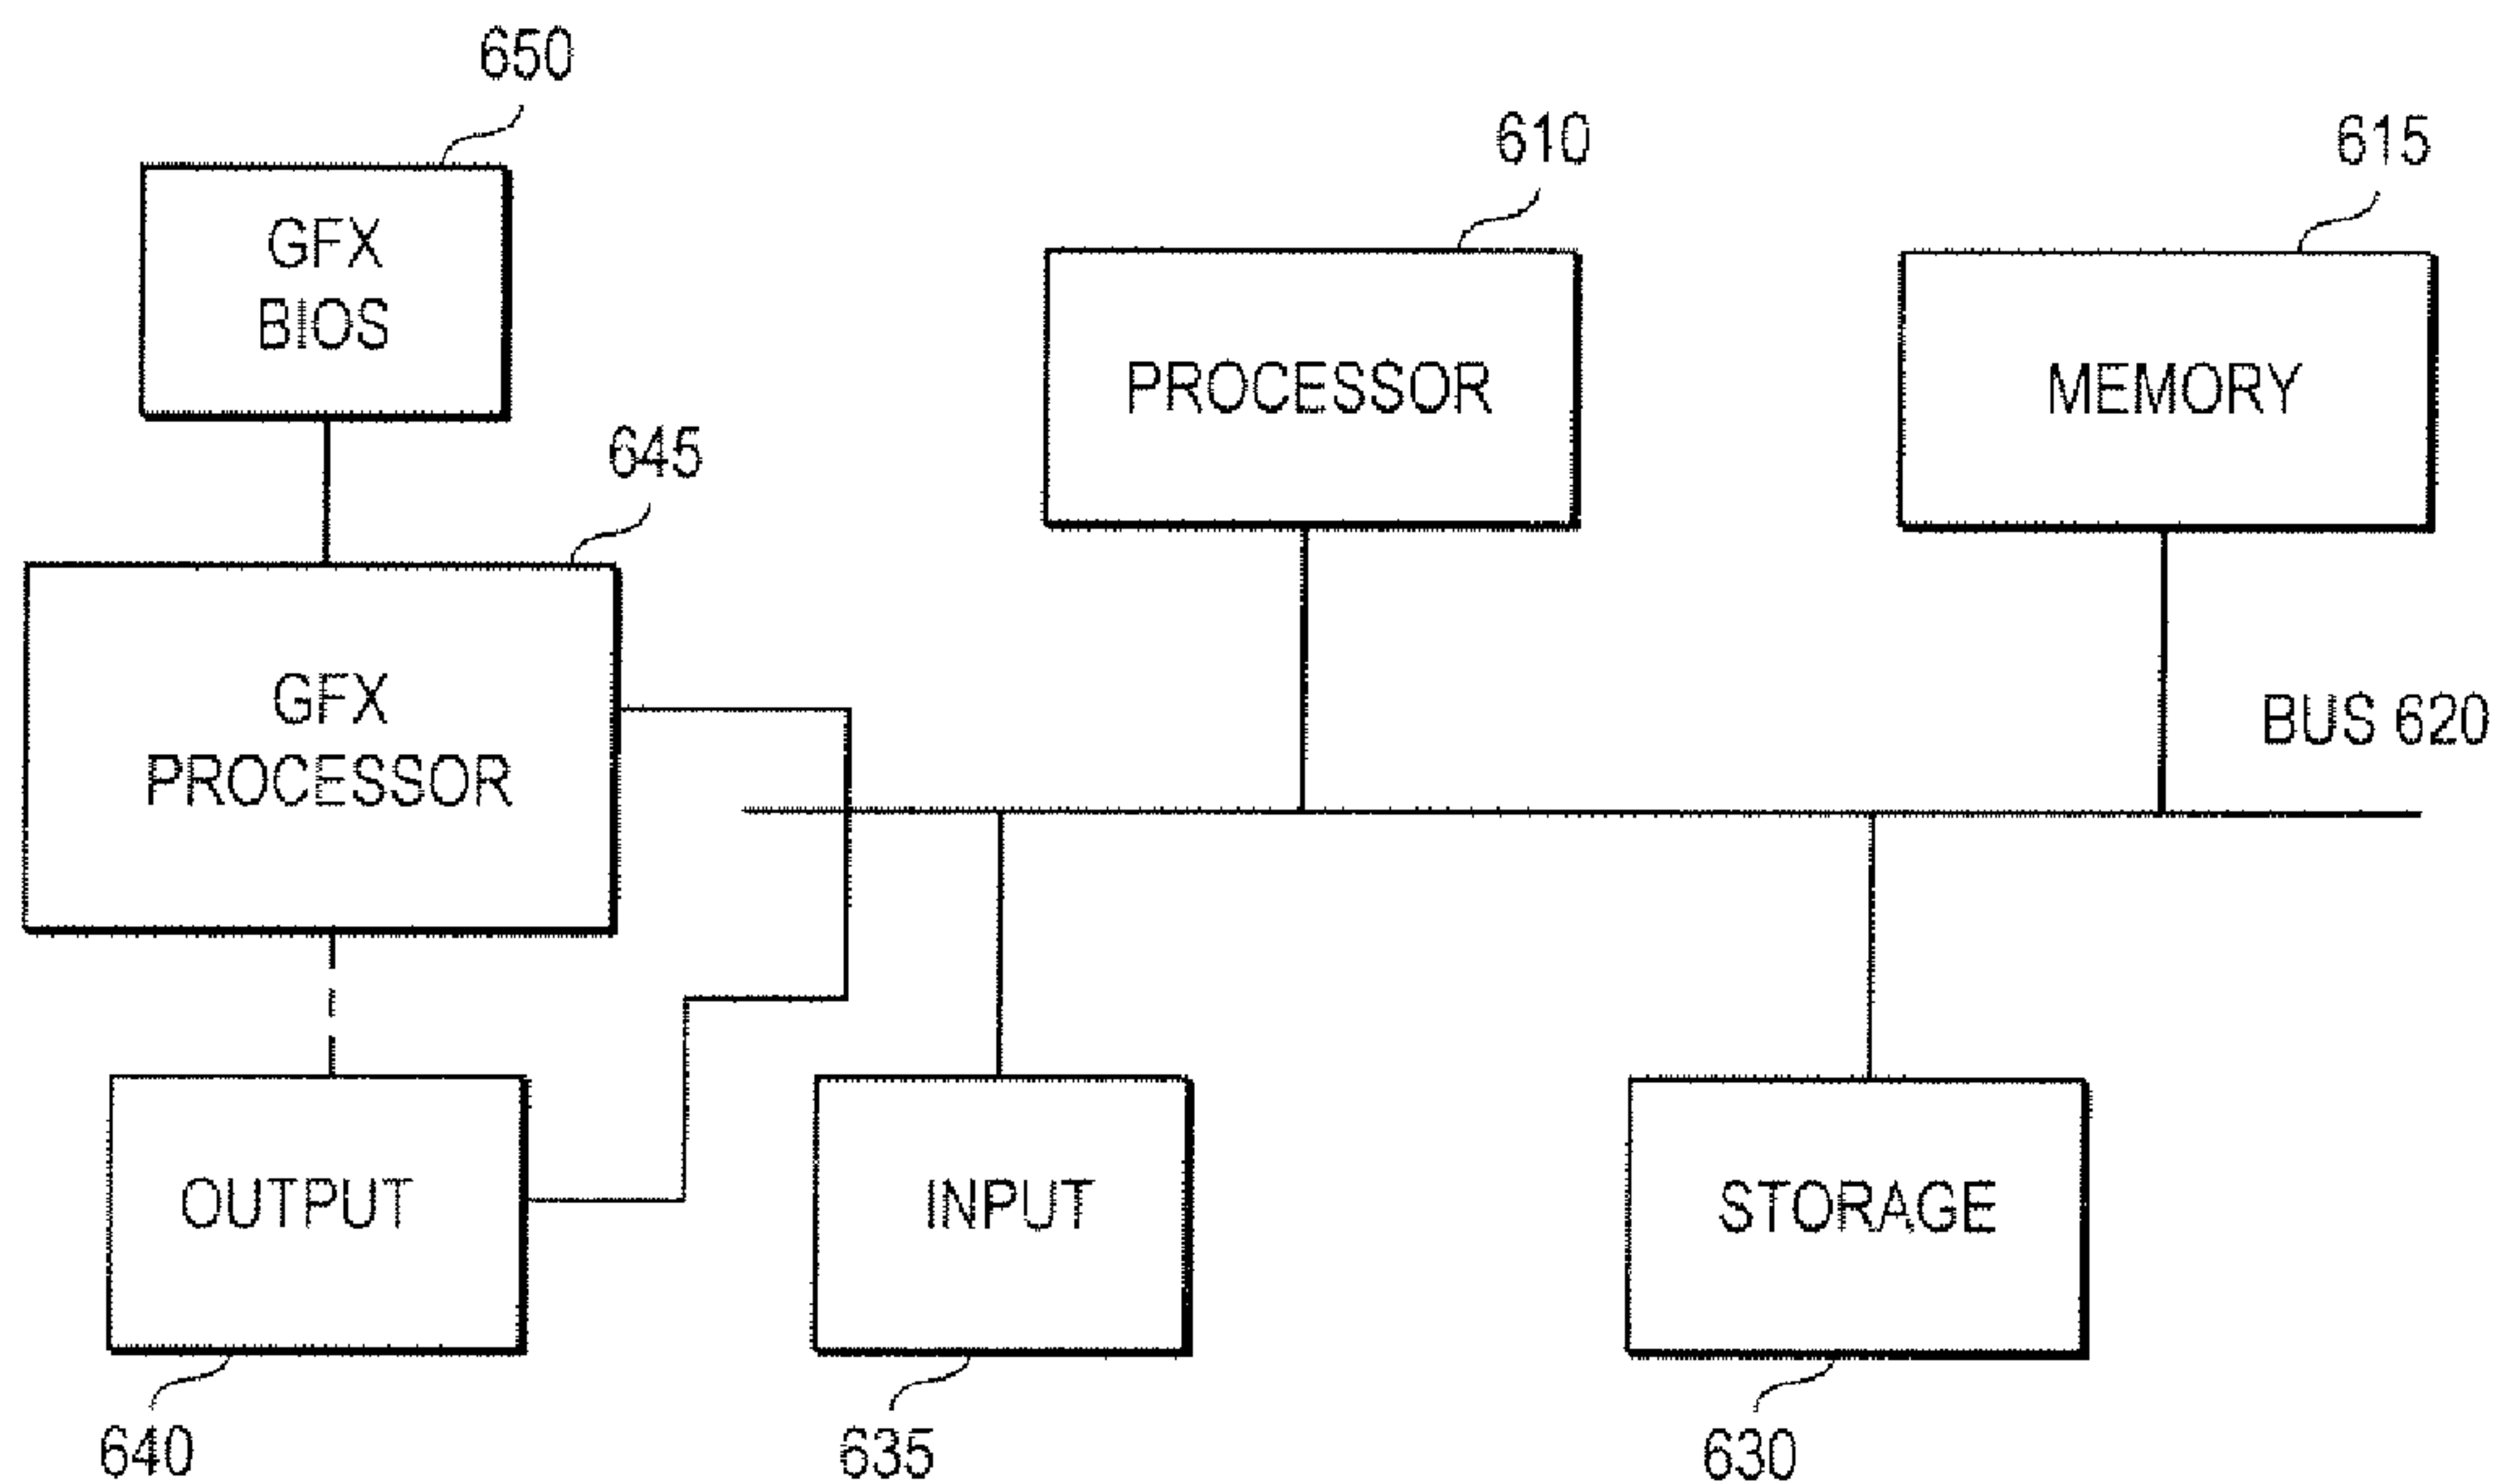 650
GFX
BIOS
645
GFX
PROCESSOR
610
PROCESSOR
615
MEMORY
BUS 620
OUTPUT
640
INPUT
635
STORAGE
630